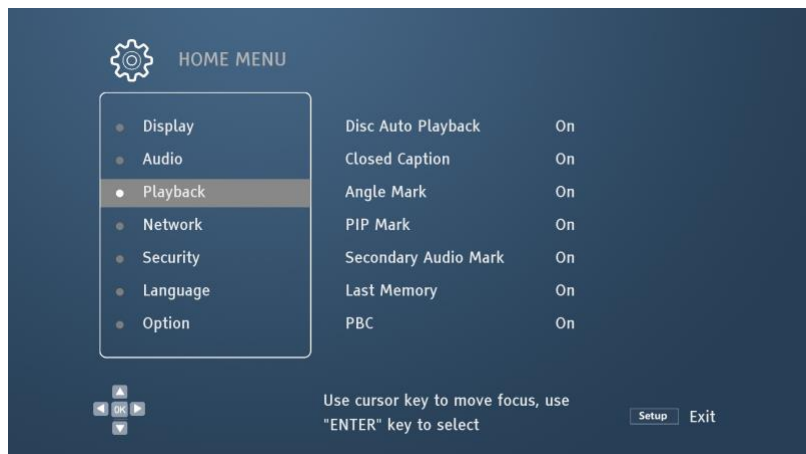 HOME MENU
Display
Audio
Playback
Network
Security
Language
Option
Disc Auto Playback On
Closed Caption On
Angle Mark On
PIP Mark On
Secondary Audio Mark On
Last Memory On
PBC On
OK
Use cursor key to move focus, use
"ENTER" key to select
Setup Exit